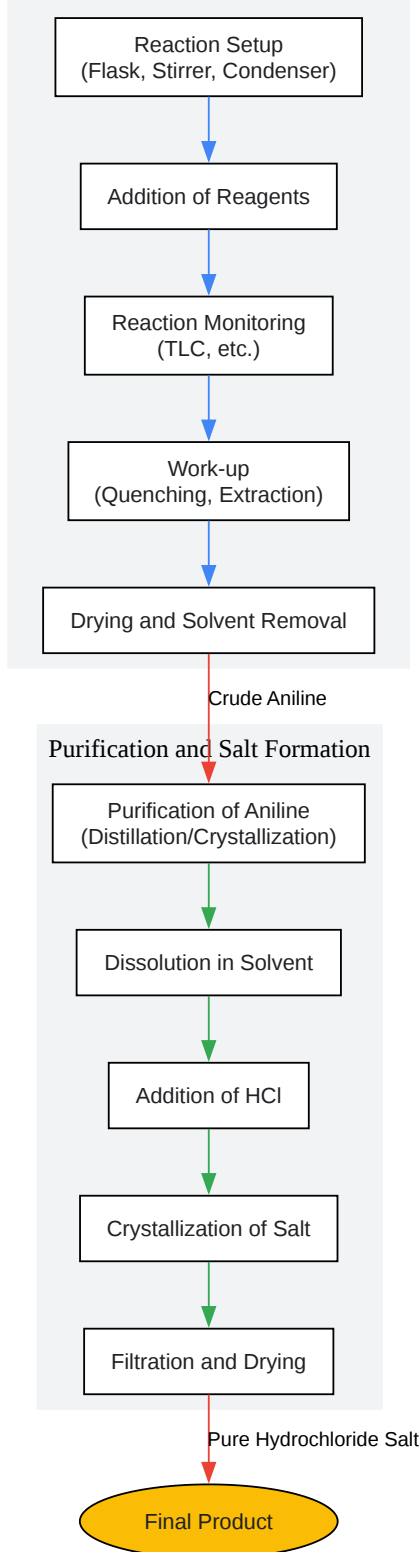 Reaction Setup
(Flask, Stirrer, Condenser)
Addition of Reagents
Reaction Monitoring
(TLC, etc.)
Work-up
(Quenching, Extraction)
Drying and Solvent Removal
Crude Aniline
Purification and Salt Formation
Purification of Aniline
(Distillation/Crystallization)
Dissolution in Solvent
Addition of HCl
Crystallization of Salt
Filtration and Drying
Pure Hydrochloride Salt
Final Product